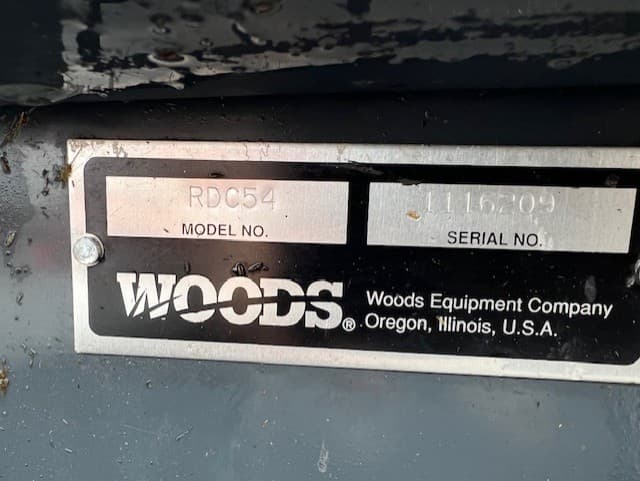 RDC54
MODEL NO.
1116209
SERIAL NO.
WOODS®
Woods Equipment Company
Oregon, Illinois, U.S.A.